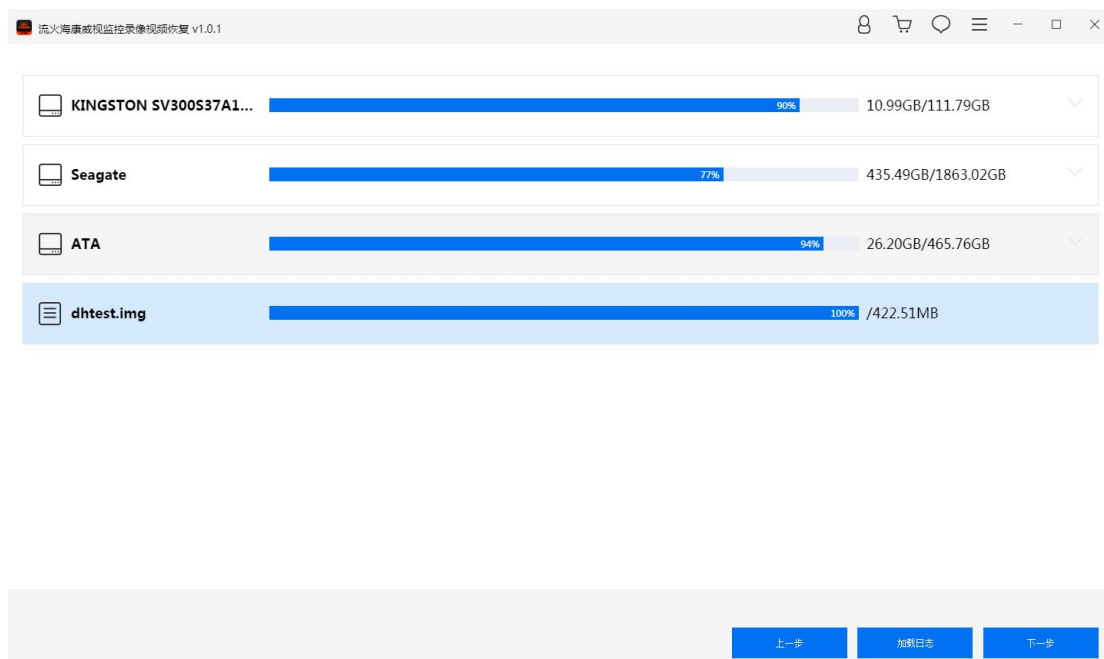 流火海康威视监控录像视频恢复 v1.0.1
KINGSTON SV300S37A1... 90% 10.99GB/111.79GB
Seagate 77% 435.49GB/1863.02GB
ATA 94% 26.20GB/465.76GB
dhtest.img 100% /422.51MB
上一步 加载日志 下一步